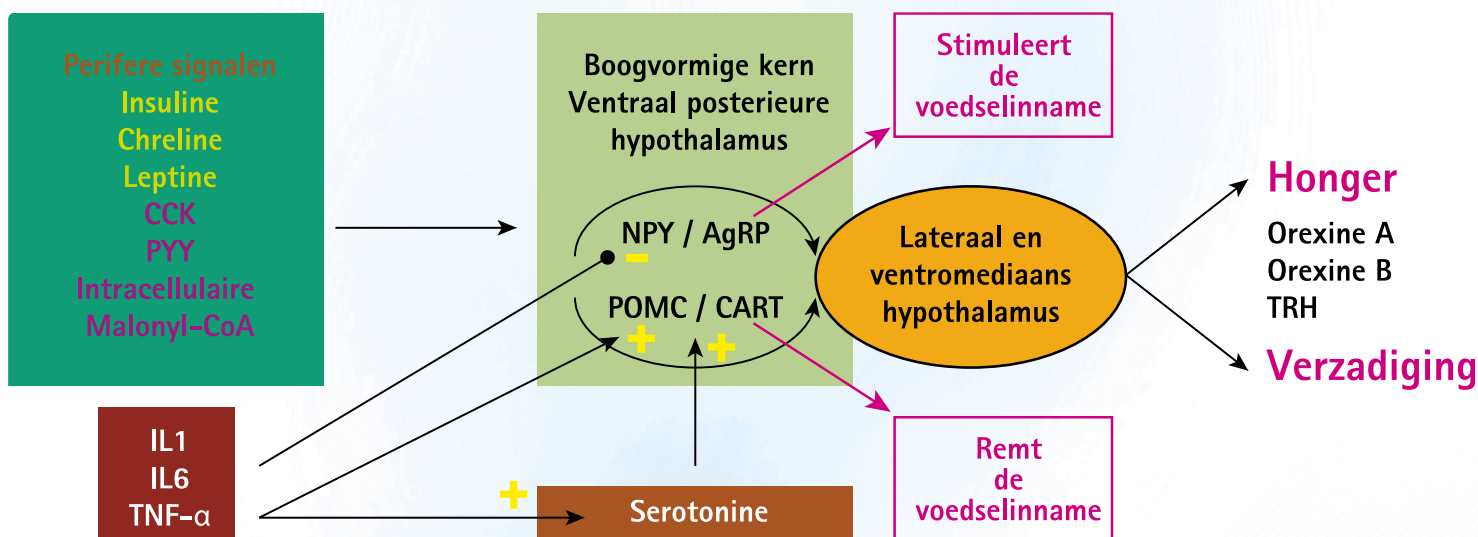 Perifere signalen
Insuline
Chreline
Leptine
CCK
PYY
Intracellulaire
Malonyl-CoA
IL1
IL6
TNF-α
Boogvormige kern
Ventraal posterieure
hypothalamus
NPY / AgRP
–
POMC / CART
+
+
+
Serotonine
Stimuleert
de
voedselinname
Lateraal en
ventromediaans
hypothalamus
Remt
de
voedselinname
Honger
Orexine A
Orexine B
TRH
Verzadiging